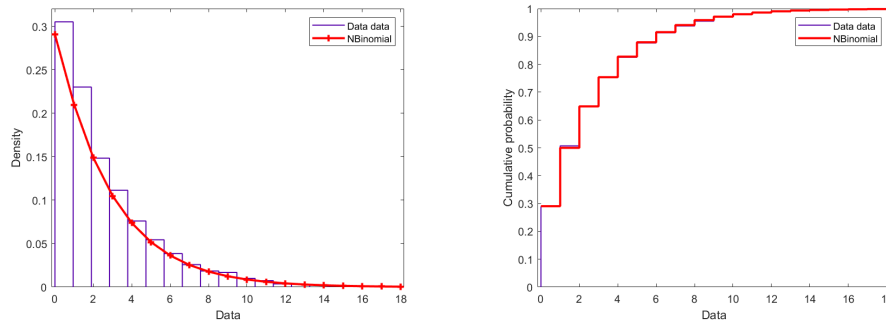 0.3
0.25
0.2
0.15
0.1
0.05
0
Density
0 2 4 6 8 10 12 14 16 18
Data
Data data
NBinomial
1
0.9
0.8
0.7
0.6
0.5
0.4
0.3
0.2
0.1
0
Cumulative probability
0 2 4 6 8 10 12 14 16 18
Data
Data data
NBinomial